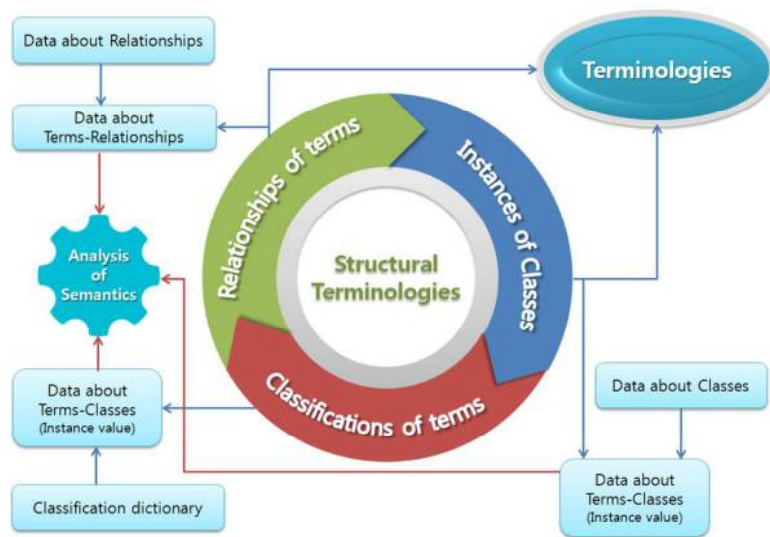 Data about Relationships
Terminologies
Data about
Terms-Relationships
Relationships of terms
Instances of Classes
Analysis
of
Semantics
Structural
Terminologies
Data about
Terms-Classes
(Instance value)
Classifications of terms
Data about Classes
Classification dictionary
Data about
Terms-Classes
(Instance value)